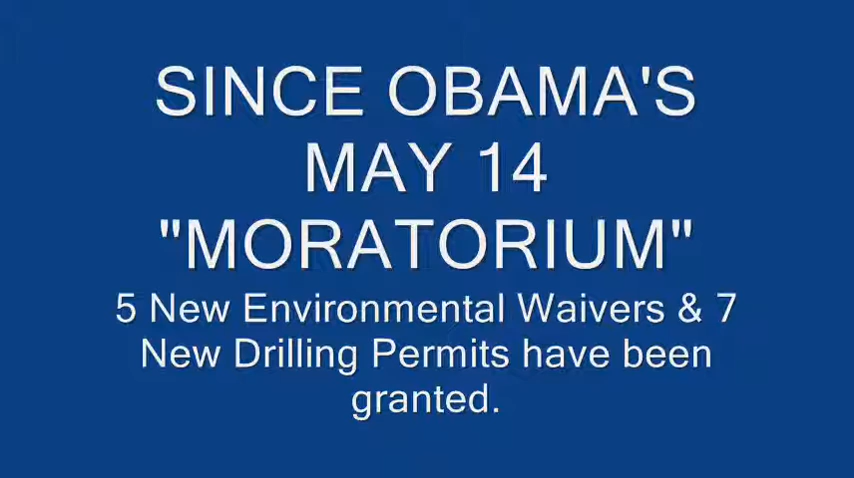 SINCE OBAMA'S
MAY 14
"MORATORIUM"
5 New Environmental Waivers & 7
New Drilling Permits have been
granted.